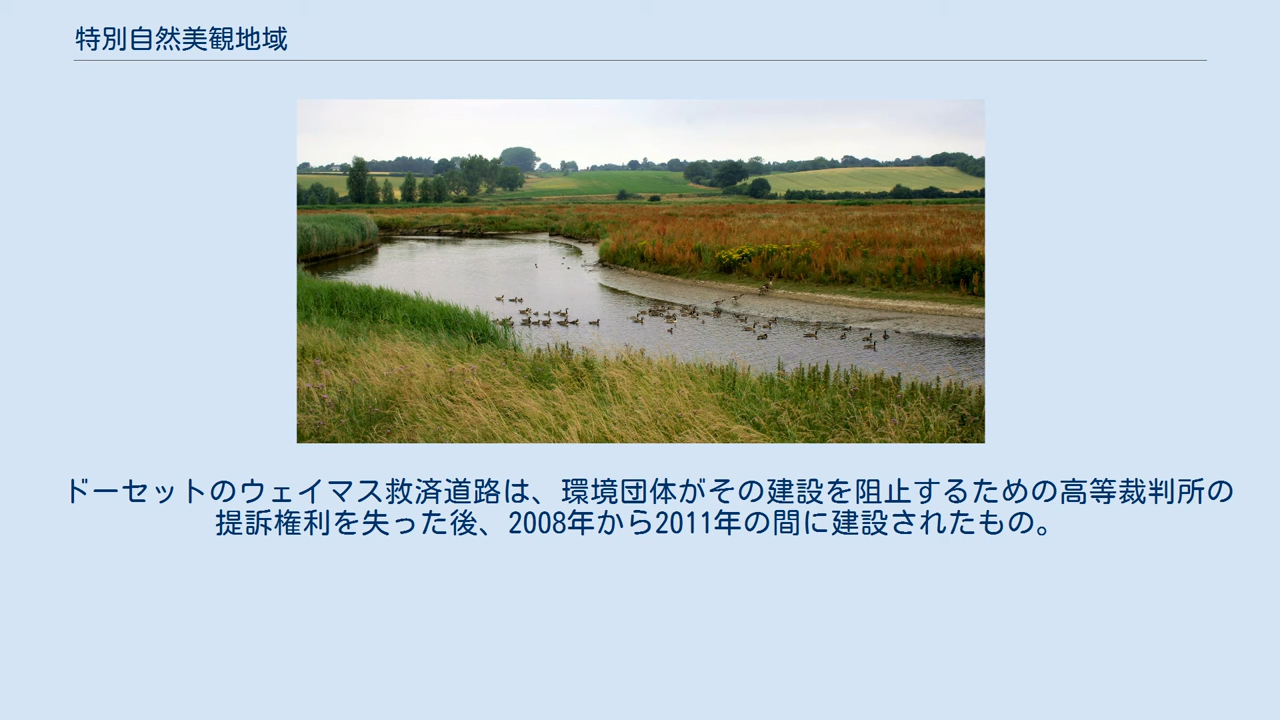 特別自然美観地域
ドーセットのウェイマス救済道路は、環境団体がその建設を阻止するための高等裁判所の
提訴権利を失った後、2008年から2011年の間に建設されたもの。